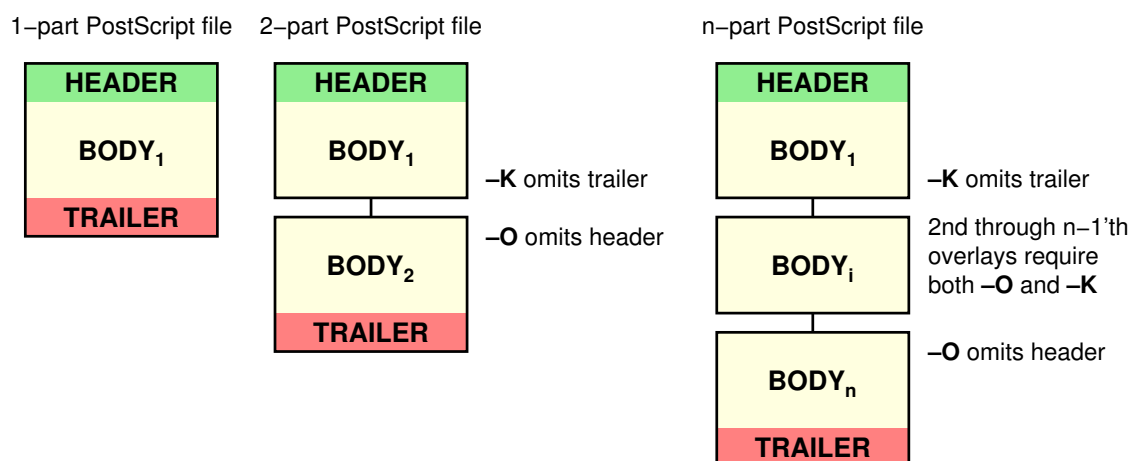 1–part PostScript file
HEADER
BODY₁
TRAILER
2–part PostScript file
HEADER
BODY₁
–K omits trailer
–O omits header
BODY₂
TRAILER
n–part PostScript file
HEADER
BODY₁
–K omits trailer
2nd through n–1'th
overlays require
both –O and –K
BODYᵢ
–O omits header
BODYₙ
TRAILER